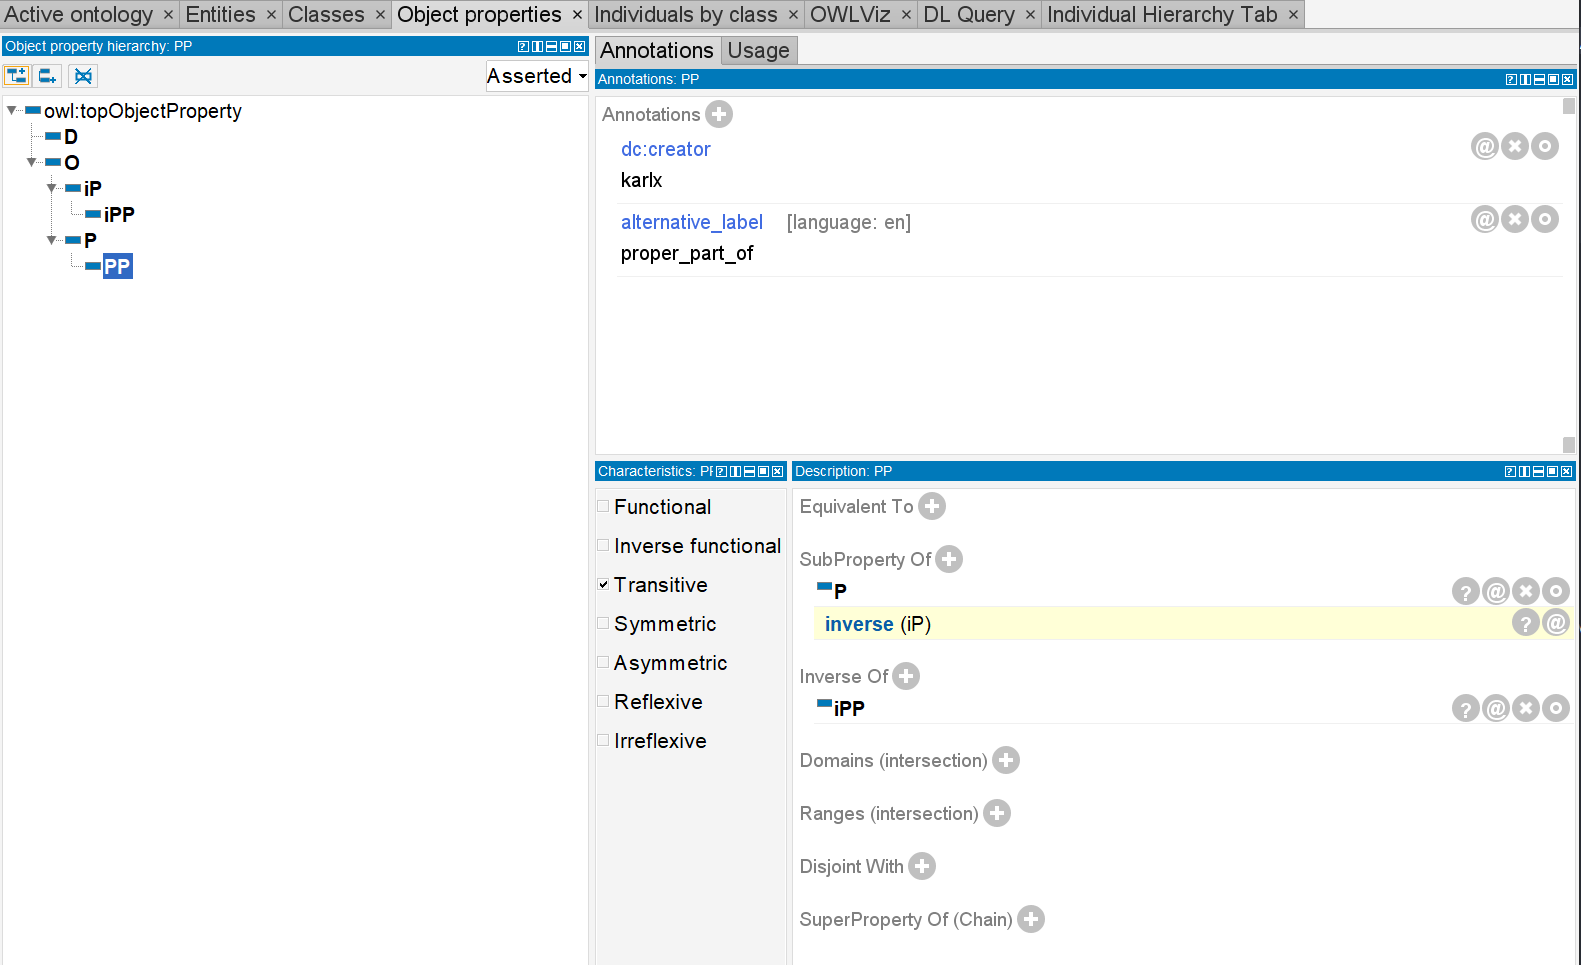 Active ontology × Entities × Classes × Object properties × Individuals by class × OWLViz × DL Query × Individual Hierarchy Tab ×
Object property hierarchy: PP
Asserted
owl:topObjectProperty
D
O
iP
iPP
P
PP
Annotations Usage
Annotations: PP
Annotations
dc:creator
karlx
alternative_label [language: en]
proper_part_of
Characteristics: PP
Functional
Inverse functional
Transitive
Symmetric
Asymmetric
Reflexive
Irreflexive
Description: PP
Equivalent To
SubProperty Of
P
inverse (iP)
Inverse Of
iPP
Domains (intersection)
Ranges (intersection)
Disjoint With
SuperProperty Of (Chain)